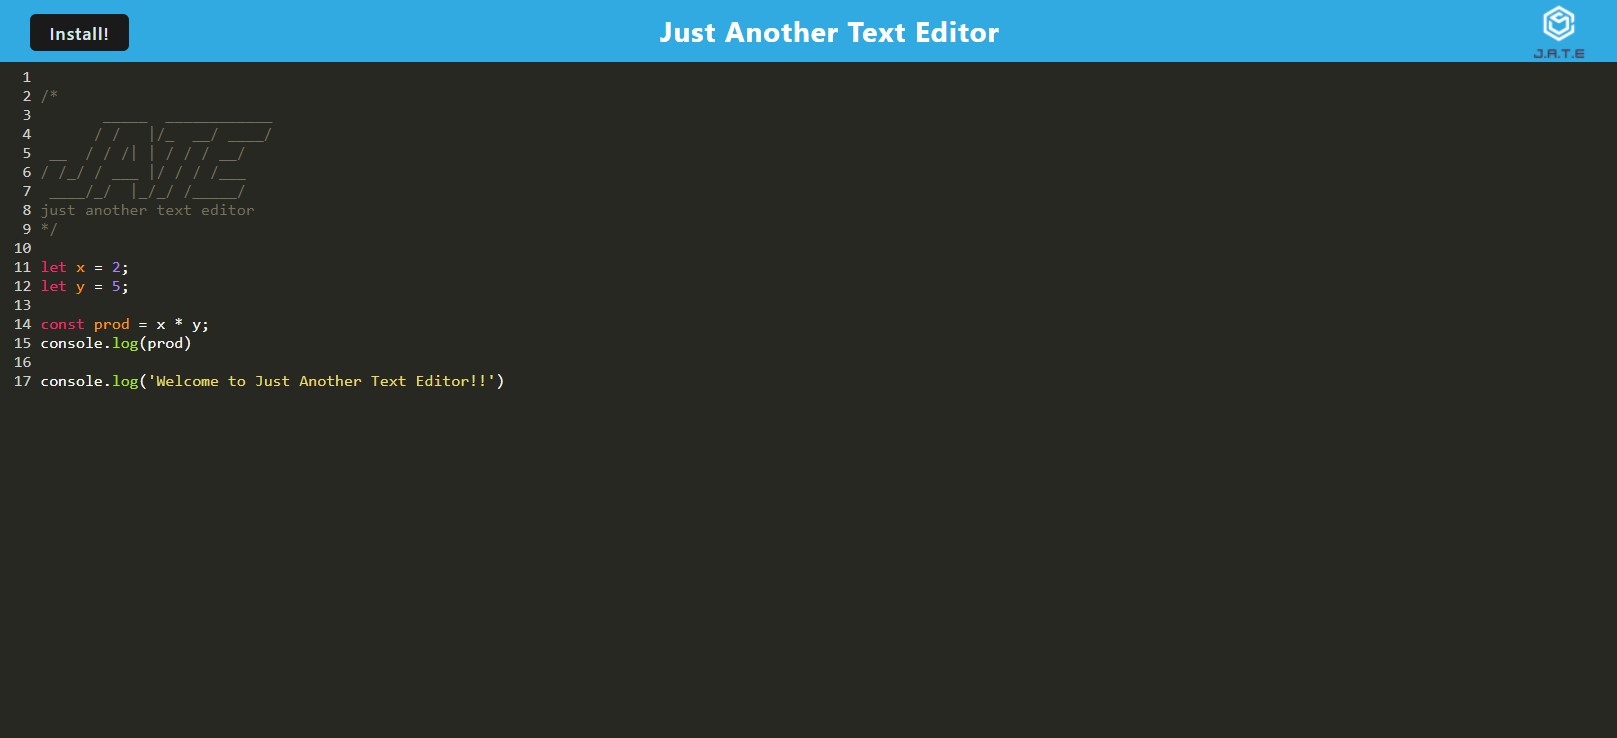 Install!
Just Another Text Editor
J.A.T.E
1
2 /*
3        _____  ____________
4       / /   |/_  __/ ____/
5  __  / / /| | / / / __/
6 / /_/ / ___ |/ / / /___
7  ____/_/  |_/_/ /_____/
8 just another text editor
9 */
10
11 let x = 2;
12 let y = 5;
13
14 const prod = x * y;
15 console.log(prod)
16
17 console.log('Welcome to Just Another Text Editor!!')